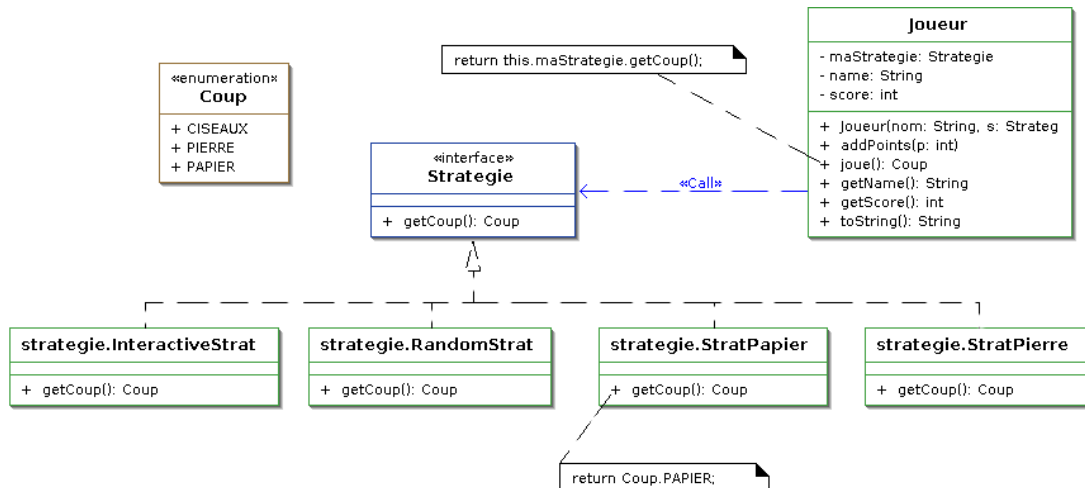 Joueur
- maStrategie: Strategie
- name: String
- score: int
+ Joueur(nom: String, s: Strateg
+ addPoints(p: int)
+ joue(): Coup
+ getName(): String
+ getScore(): int
+ toString(): String
return this.maStrategie.getCoup();
«enumeration»
Coup
+ CISEAUX
+ PIERRE
+ PAPIER
«interface»
Strategie
+ getCoup(): Coup
«Call»
strategie.InteractiveStrat
+ getCoup(): Coup
strategie.RandomStrat
+ getCoup(): Coup
strategie.StratPapier
+ getCoup(): Coup
strategie.StratPierre
+ getCoup(): Coup
return Coup.PAPIER;